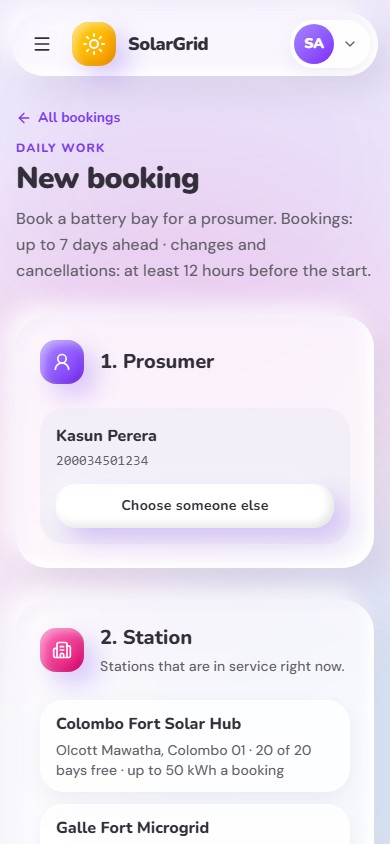 SolarGrid
SA
All bookings
DAILY WORK
New booking
Book a battery bay for a prosumer. Bookings:
up to 7 days ahead · changes and
cancellations: at least 12 hours before the start.
1. Prosumer
Kasun Perera
200034501234
Choose someone else
2. Station
Stations that are in service right now.
Colombo Fort Solar Hub
Olcott Mawatha, Colombo 01 · 20 of 20
bays free · up to 50 kWh a booking
Galle Fort Microgrid